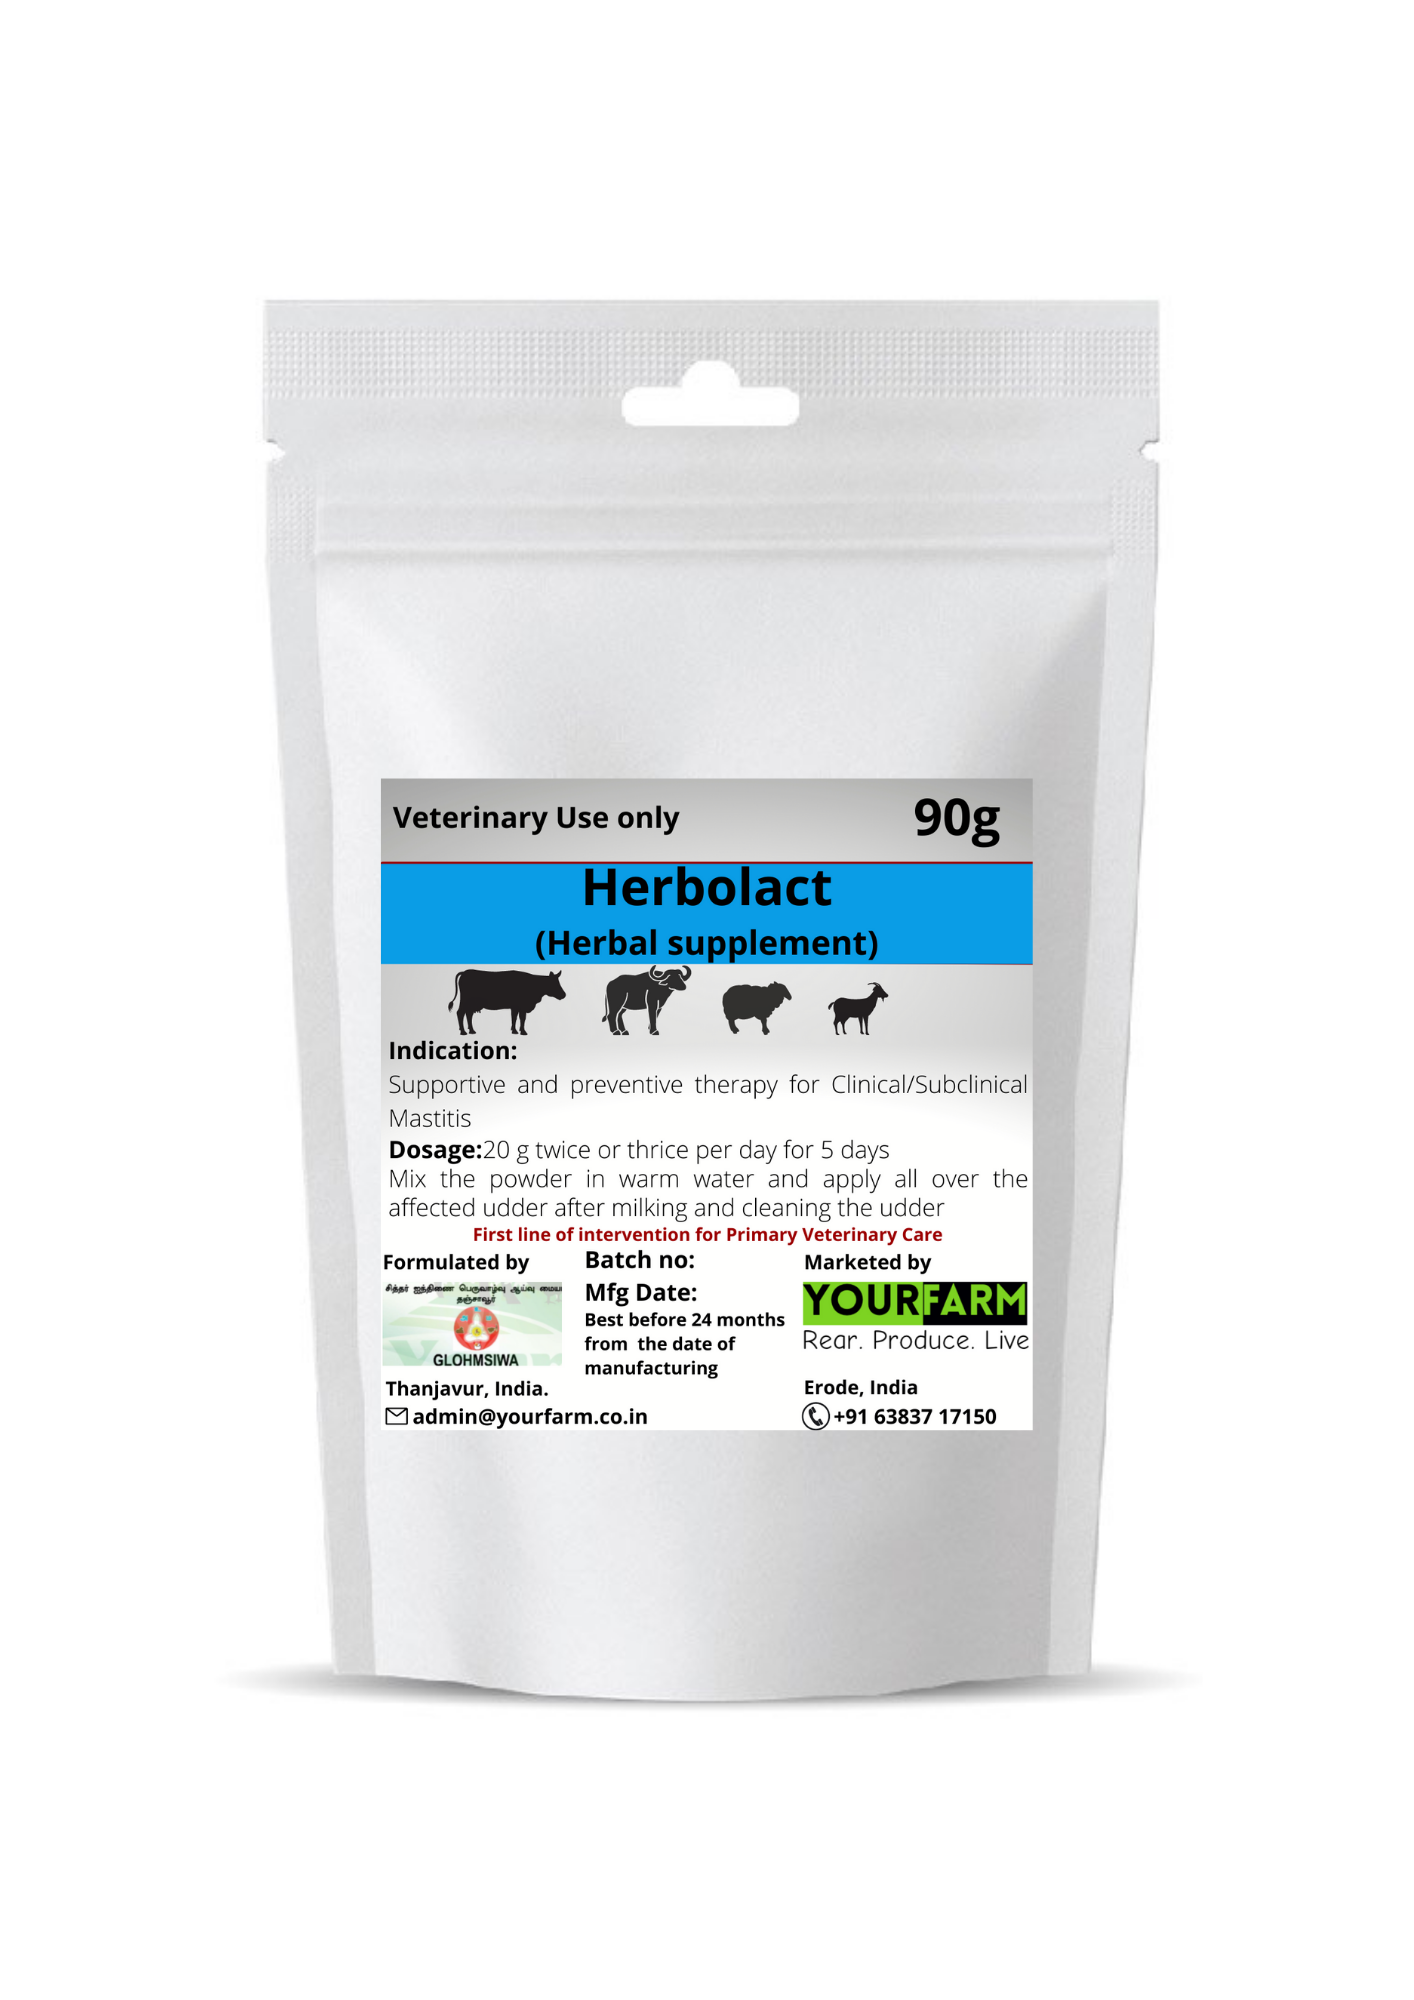 Veterinary Use only 90g
Herbolact
(Herbal supplement)
Indication:
Supportive and preventive therapy for Clinical/Subclinical
Mastitis
Dosage:20 g twice or thrice per day for 5 days
Mix the powder in warm water and apply all over the
affected udder after milking and cleaning the udder
First line of intervention for Primary Veterinary Care
Formulated by
சித்தர் ஐந்திணை பெருவாழ்வு ஆய்வு மைய
தஞ்சாவூர்
GLOHMSIWA
Thanjavur, India.
admin@yourfarm.co.in
Batch no:
Mfg Date:
Best before 24 months
from the date of
manufacturing
Marketed by
YOURFARM
Rear. Produce. Live
Erode, India
+91 63837 17150